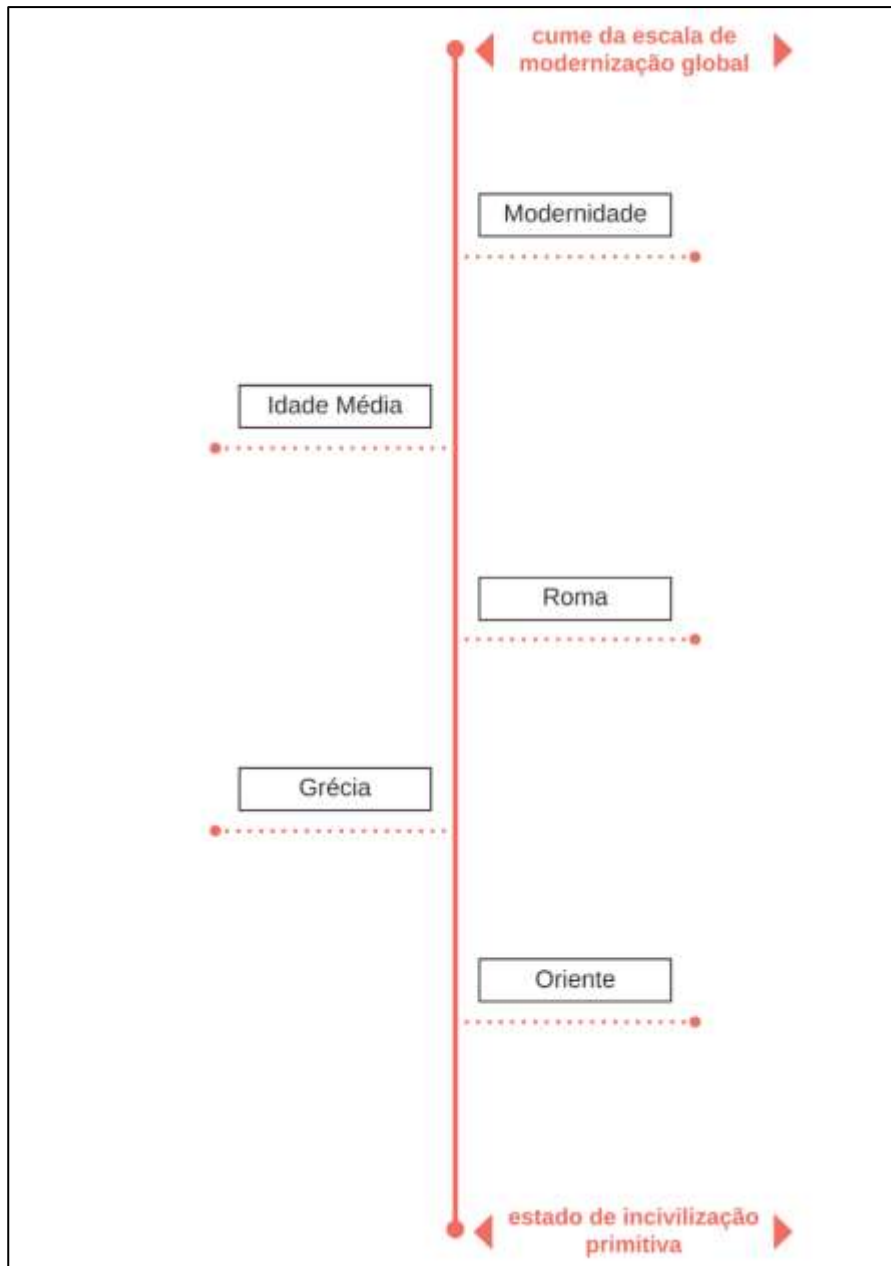 cume da escala de
modernização global
Modernidade
Idade Média
Roma
Grécia
Oriente
estado de incivilização
primitiva